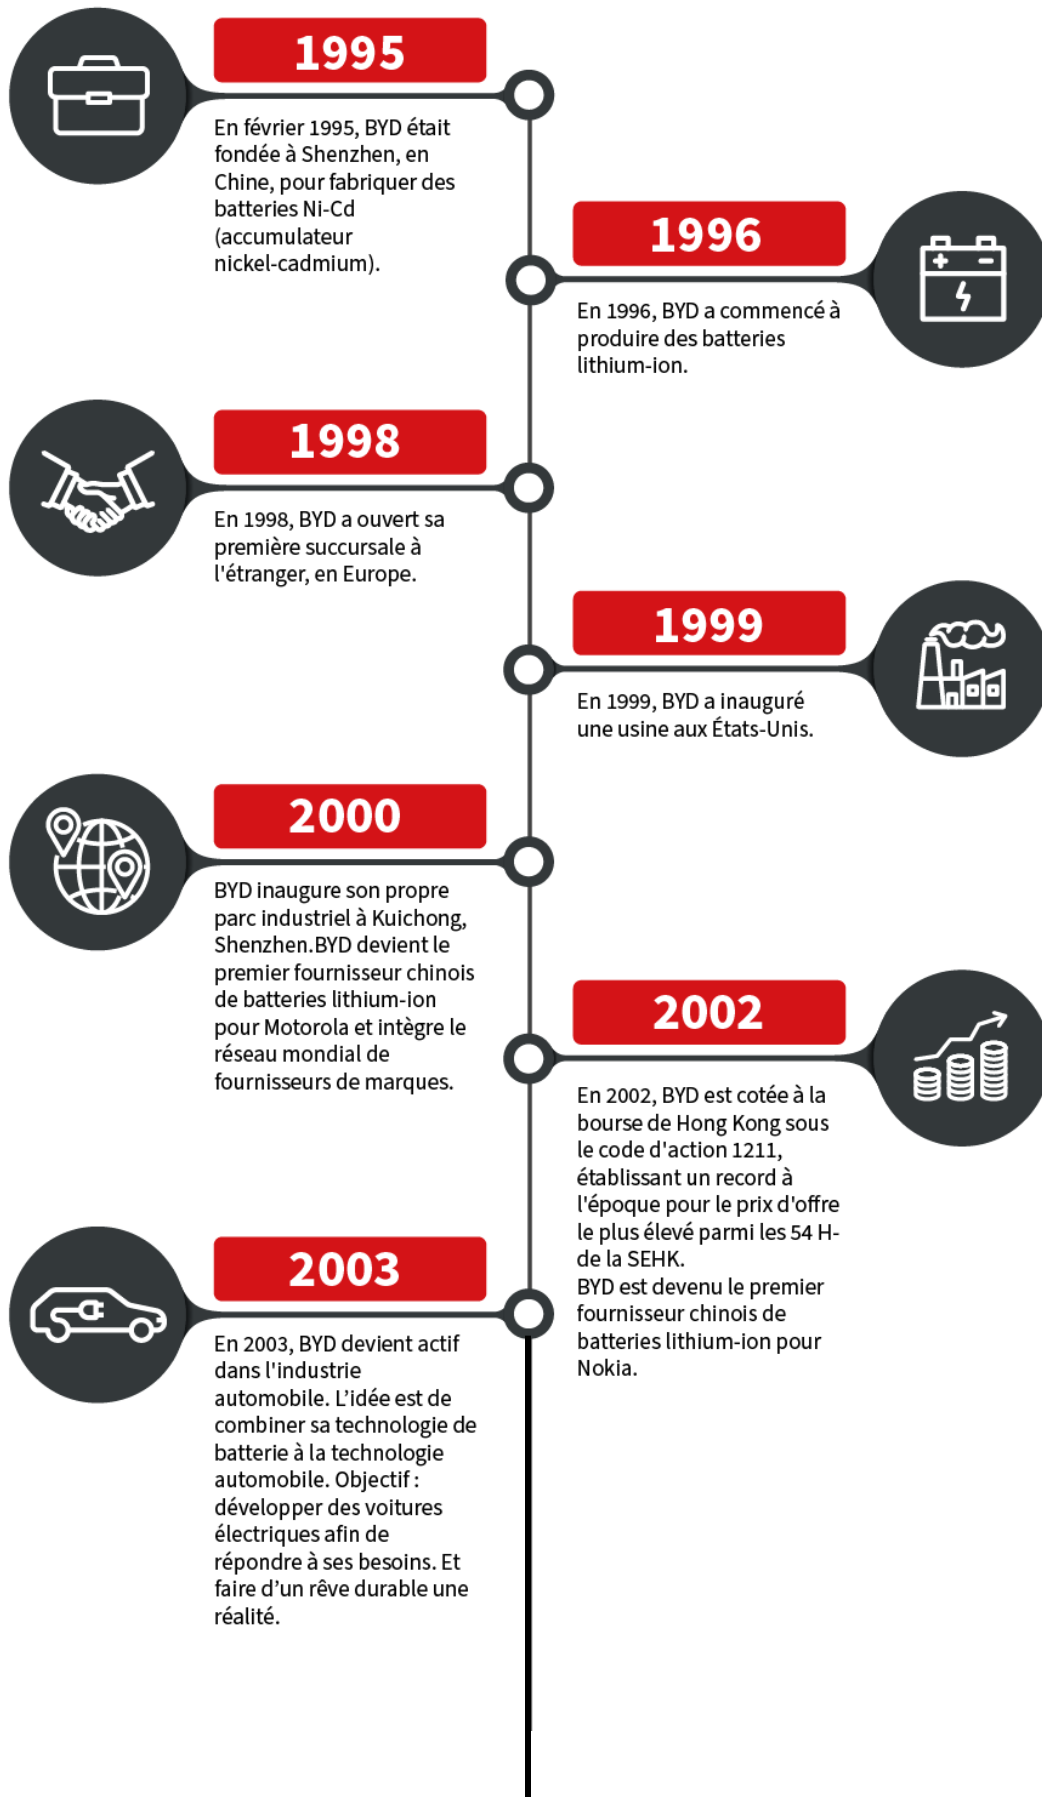 1995
En février 1995, BYD était
fondée à Shenzhen, en
Chine, pour fabriquer des
batteries Ni-Cd
(accumulateur
nickel-cadmium).
1996
En 1996, BYD a commencé à
produire des batteries
lithium-ion.
1998
En 1998, BYD a ouvert sa
première succursale à
l'étranger, en Europe.
1999
En 1999, BYD a inauguré
une usine aux États-Unis.
2000
BYD inaugure son propre
parc industriel à Kuichong,
Shenzhen.BYD devient le
premier fournisseur chinois
de batteries lithium-ion
pour Motorola et intègre le
réseau mondial de
fournisseurs de marques.
2002
En 2002, BYD est cotée à la
bourse de Hong Kong sous
le code d'action 1211,
établissant un record à
l'époque pour le prix d'offre
le plus élevé parmi les 54 H-
de la SEHK.
BYD est devenu le premier
fournisseur chinois de
batteries lithium-ion pour
Nokia.
2003
En 2003, BYD devient actif
dans l'industrie
automobile. L’idée est de
combiner sa technologie de
batterie à la technologie
automobile. Objectif :
développer des voitures
électriques afin de
répondre à ses besoins. Et
faire d’un rêve durable une
réalité.